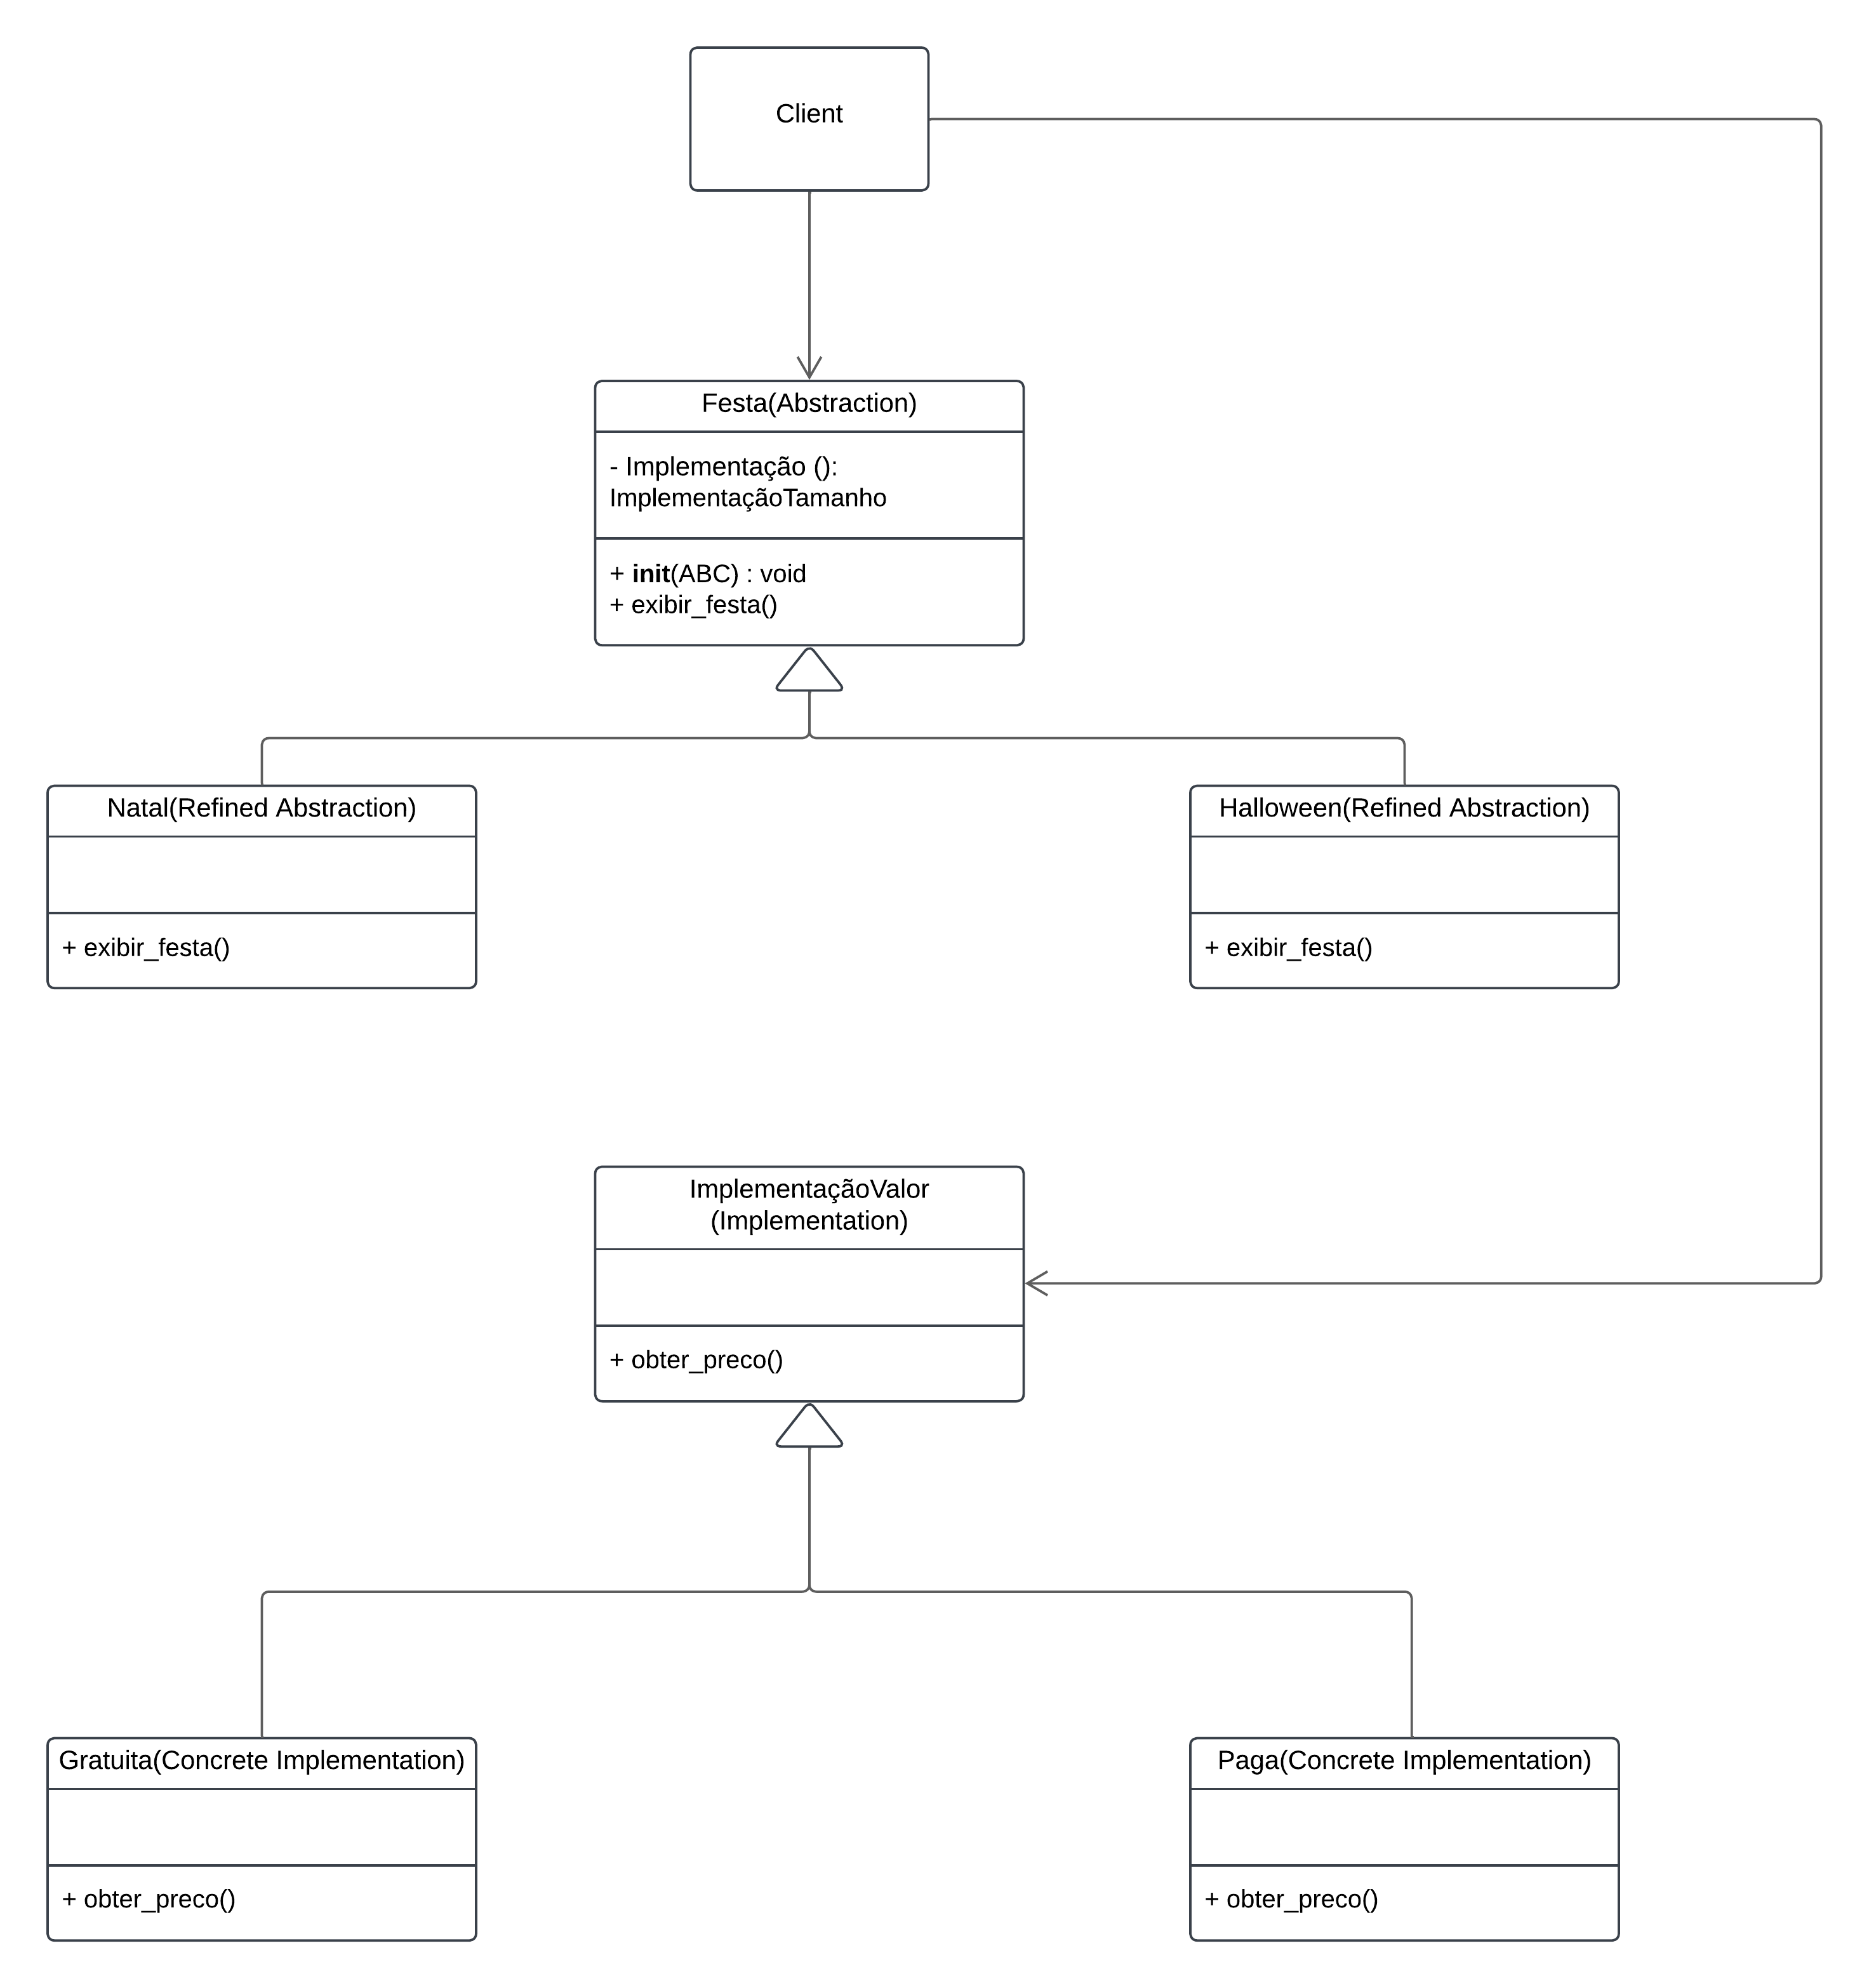 Client
Festa(Abstraction)
- Implementação ():
ImplementaçãoTamanho
+ init(ABC) : void
+ exibir_festa()
Natal(Refined Abstraction)
+ exibir_festa()
Halloween(Refined Abstraction)
+ exibir_festa()
ImplementaçãoValor
(Implementation)
+ obter_preco()
Gratuita(Concrete Implementation)
+ obter_preco()
Paga(Concrete Implementation)
+ obter_preco()